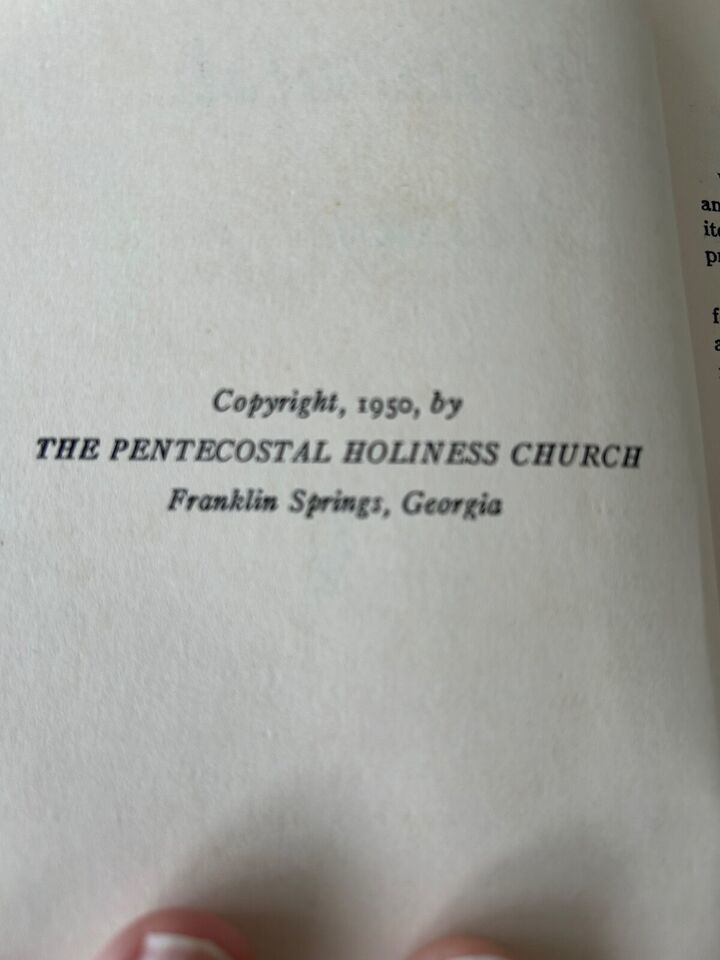 Copyright, 1950, by
THE PENTECOSTAL HOLINESS CHURCH
Franklin Springs, Georgia